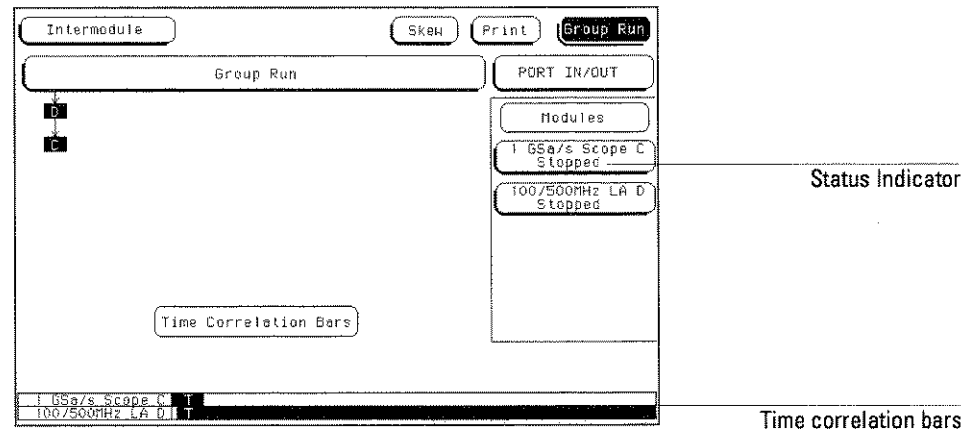 Intermodule
Skew
Print
Group Run
Group Run
PORT IN/OUT
D
C
Modules
1 GSa/s Scope C
Stopped
100/500MHz LA D
Stopped
Status Indicator
Time Correlation Bars
1 GSa/s Scope C T
100/500MHz LA D T
Time correlation bars